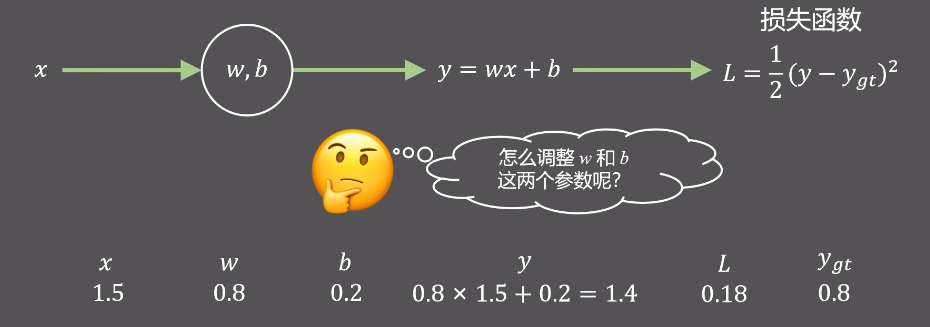 损失函数
x
w, b
y = wx + b
L = \frac{1}{2}(y − y_{gt})^2
怎么调整 w 和 b
这两个参数呢？
x w b y L y_{gt}
1.5 0.8 0.2 0.8 × 1.5 + 0.2 = 1.4 0.18 0.8